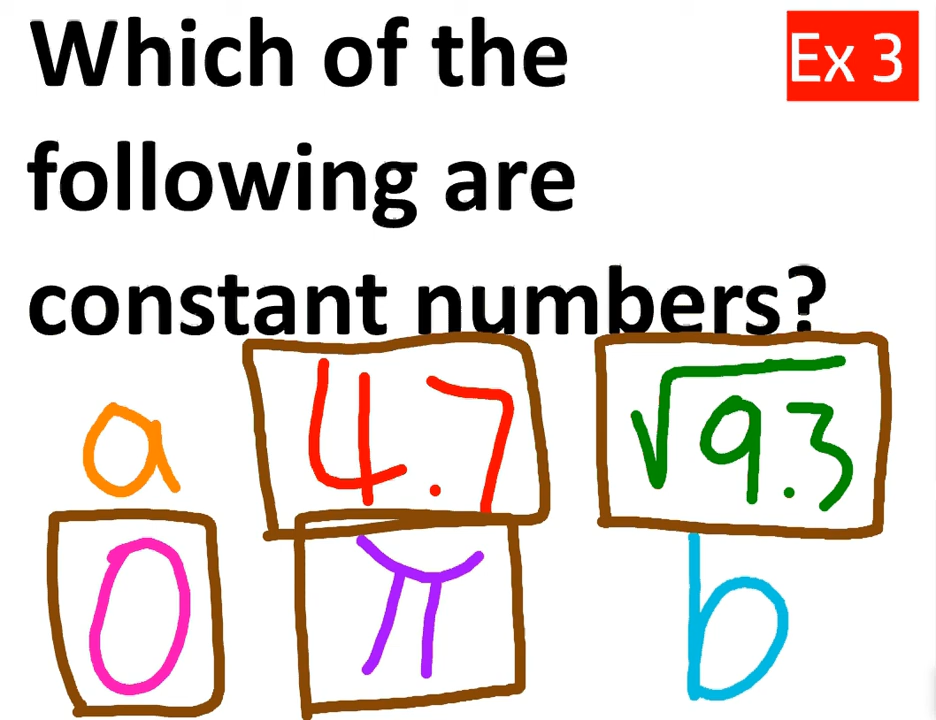 Which of the
Ex 3
following are
constant numbers?
a 4.7 √9.3
0 π b